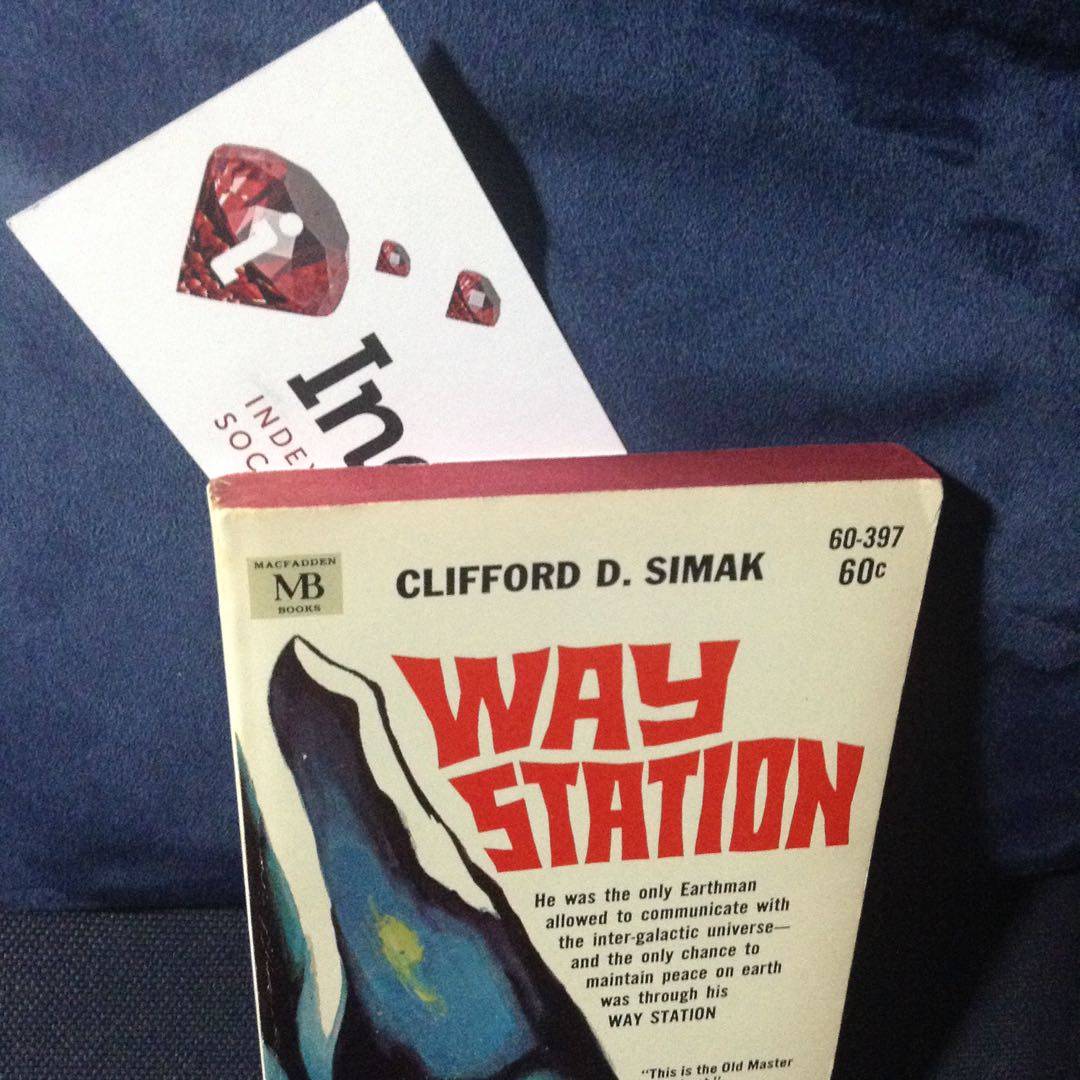 i
In
INDEX
SOC
MACFADDEN
MB
BOOKS
CLIFFORD D. SIMAK
60-397
60c
WAY
STATION
He was the only Earthman
allowed to communicate with
the inter-galactic universe—
and the only chance to
maintain peace on earth
was through his
WAY STATION
"This is the Old Master